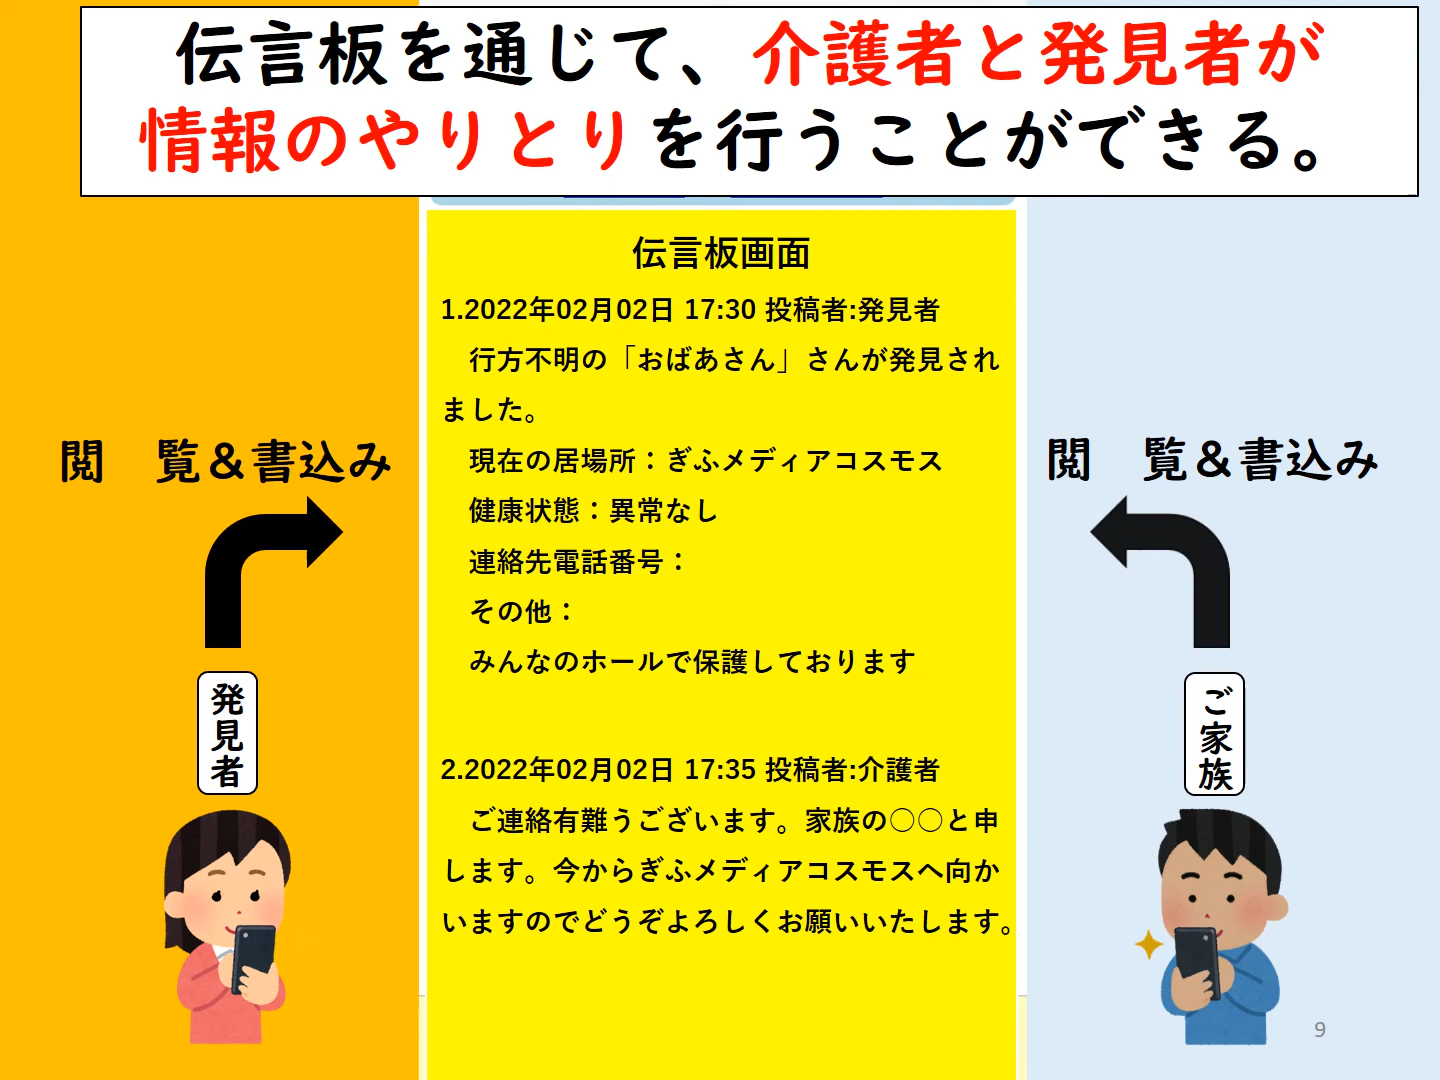 伝言板を通じて、介護者と発見者が
情報のやりとりを行うことができる。
伝言板画面
1.2022年02月02日 17:30 投稿者:発見者
行方不明の「おばあさん」さんが発見され
ました。
現在の居場所：ぎふメディアコスモス
健康状態：異常なし
連絡先電話番号：
その他：
みんなのホールで保護しております
2.2022年02月02日 17:35 投稿者:介護者
ご連絡有難うございます。家族の〇〇と申
します。今からぎふメディアコスモスへ向か
いますのでどうぞよろしくお願いいたします。
閲　覧＆書込み
発見者
閲　覧＆書込み
ご家族
9